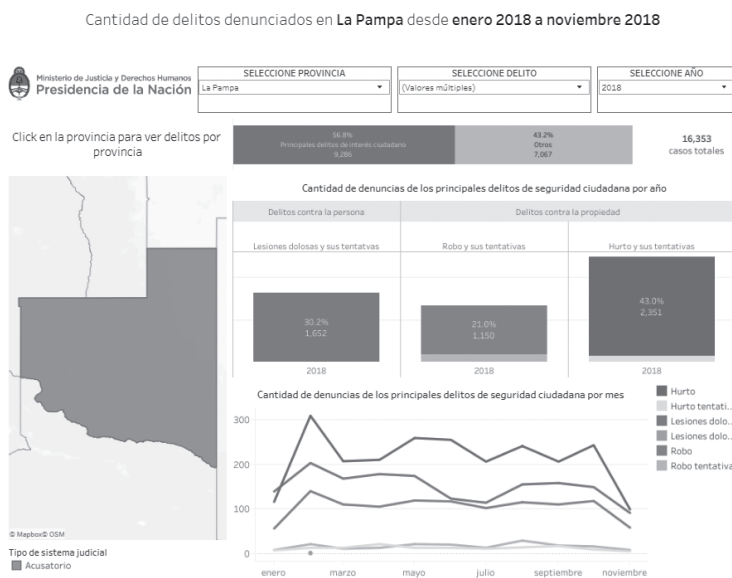 Cantidad de delitos denunciados en La Pampa desde enero 2018 a noviembre 2018
Ministerio de Justicia y Derechos Humanos
Presidencia de la Nación
SELECCIONE PROVINCIA
La Pampa
SELECCIONE DELITO
(Valores múltiples)
SELECCIONE AÑO
2018
Click en la provincia para ver delitos por
provincia
56.8%
Principales delitos de interés ciudadano
9,286
43.2%
Otros
7,067
16,353
casos totales
Cantidad de denuncias de los principales delitos de seguridad ciudadana por año
Delitos contra la persona
Delitos contra la propiedad
Lesiones dolosas y sus tentatvas
Robo y sus tentativas
Hurto y sus tentativas
30.2%
1,652
21.0%
1,150
43.0%
2,351
2018
2018
2018
Cantidad de denuncias de los principales delitos de seguridad ciudadana por mes
300
200
100
0
enero
marzo
mayo
julio
septiembre
noviembre
Hurto
Hurto tentati..
Lesiones dolo..
Lesiones dolo..
Robo
Robo tentativa
© Mapbox© OSM
Tipo de sistema judicial
Acusatorio